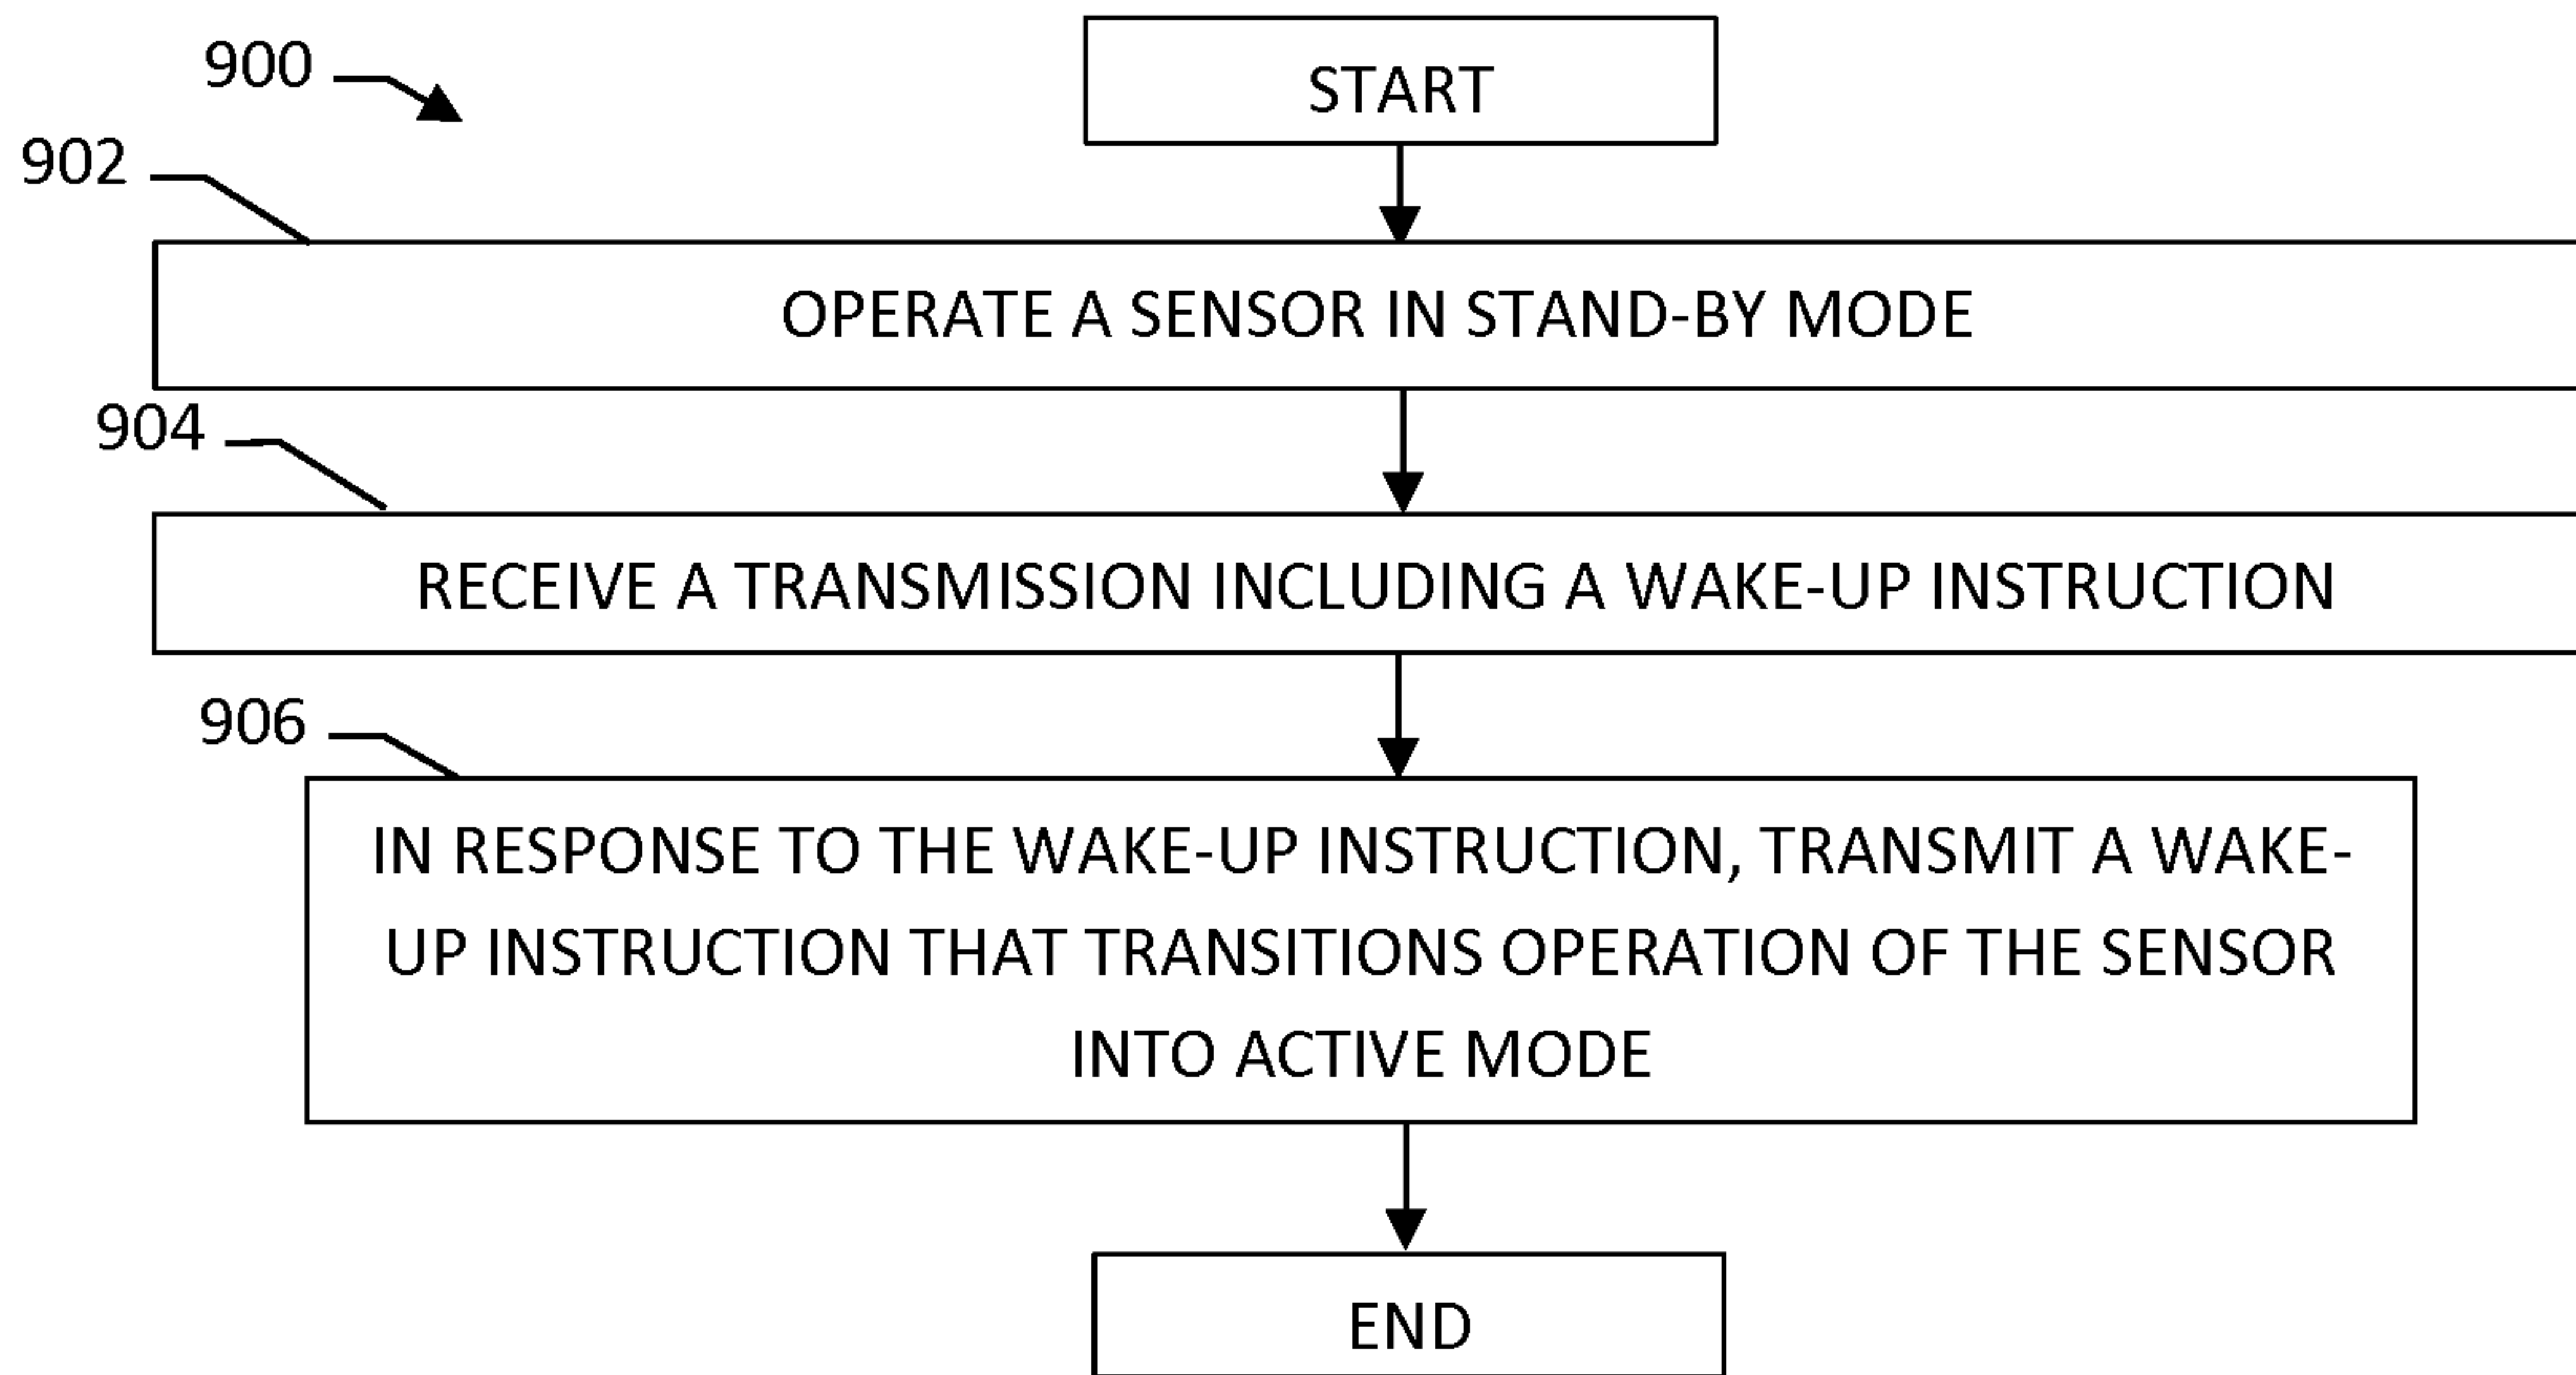 900
START
902
OPERATE A SENSOR IN STAND-BY MODE
904
RECEIVE A TRANSMISSION INCLUDING A WAKE-UP INSTRUCTION
906
IN RESPONSE TO THE WAKE-UP INSTRUCTION, TRANSMIT A WAKE-
UP INSTRUCTION THAT TRANSITIONS OPERATION OF THE SENSOR
INTO ACTIVE MODE
END